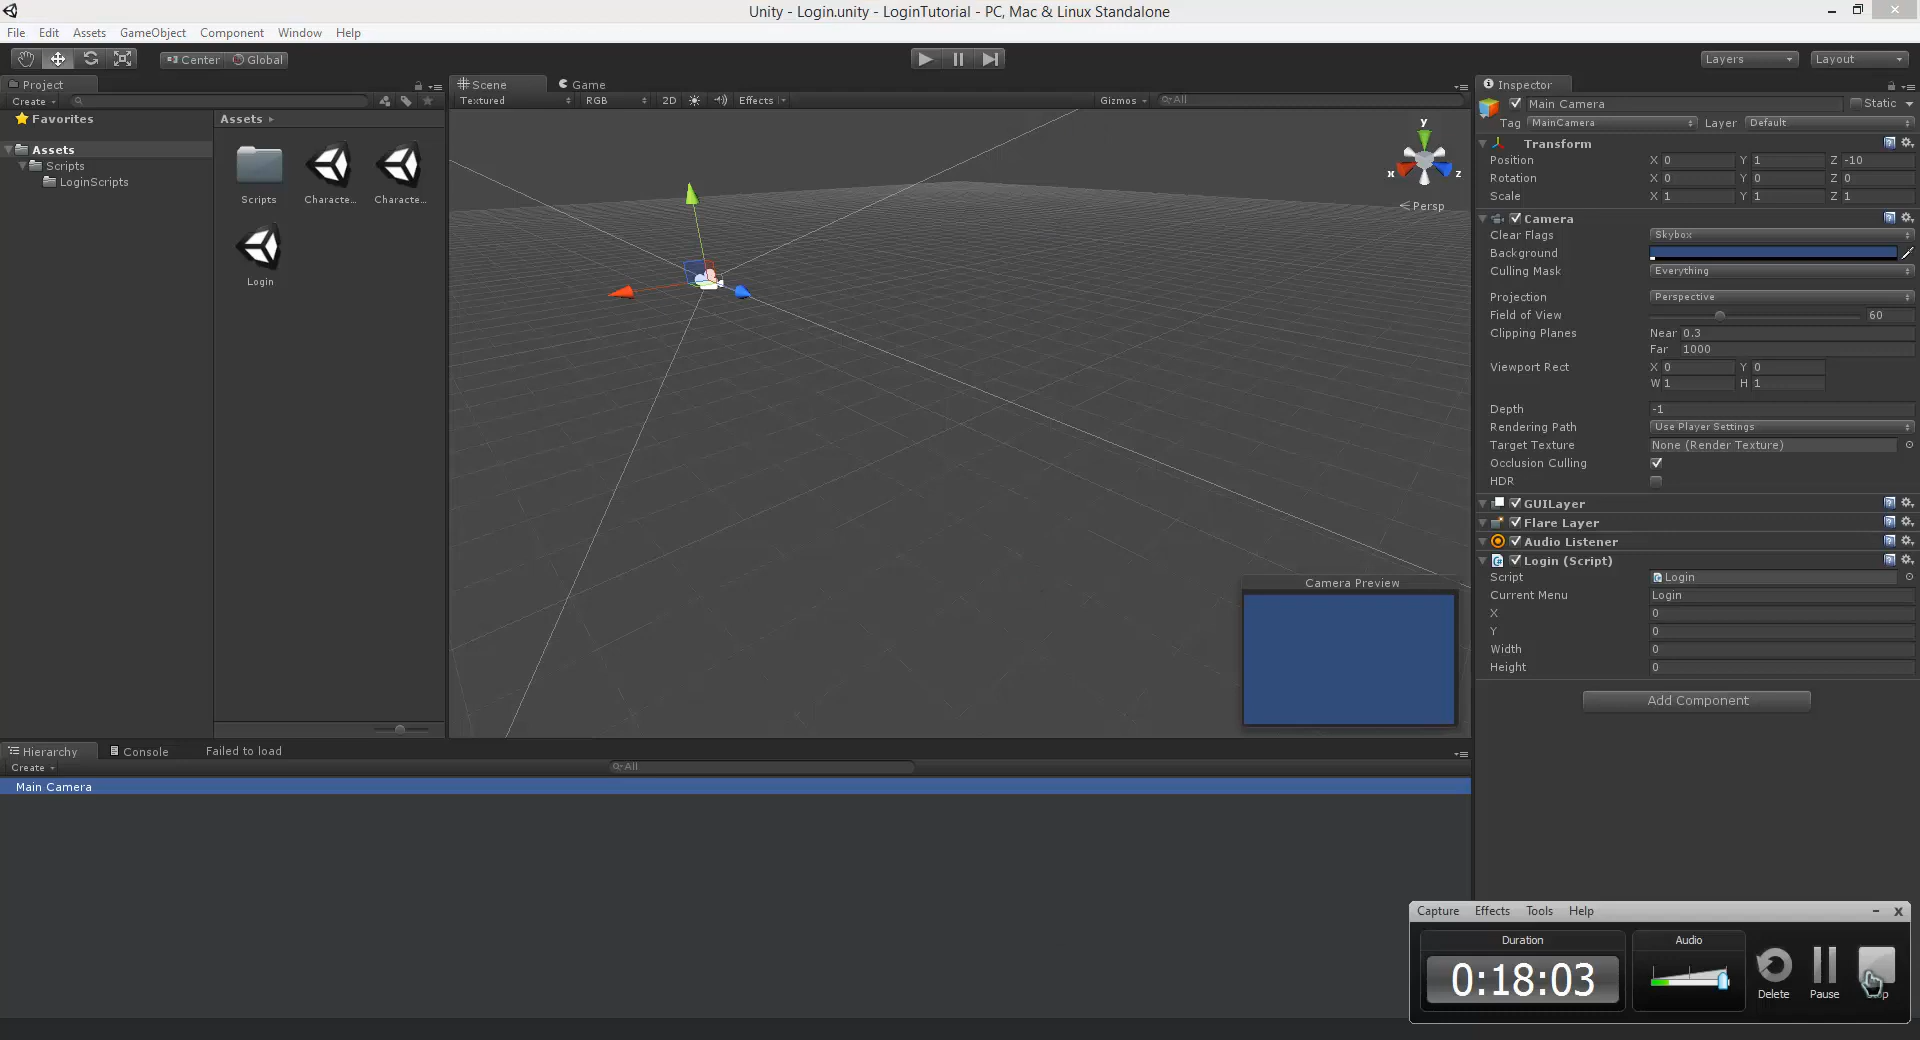 Unity - Login.unity - LoginTutorial - PC, Mac & Linux Standalone
File Edit Assets GameObject Component Window Help
Center Global
Layers Layout
Project
Create
Favorites
Assets
Scripts
LoginScripts
Assets
Scripts
Characte...
Characte...
Login
Scene Game
Textured RGB 2D Effects Gizmos All
y
x z
Persp
Camera Preview
Hierarchy Console Failed to load
Create All
Main Camera
Inspector
Main Camera Static
Tag MainCamera Layer Default
Transform
Position X 0 Y 1 Z -10
Rotation X 0 Y 0 Z 0
Scale X 1 Y 1 Z 1
Camera
Clear Flags Skybox
Background
Culling Mask Everything
Projection Perspective
Field of View 60
Clipping Planes Near 0.3
Far 1000
Viewport Rect X 0 Y 0
W 1 H 1
Depth -1
Rendering Path Use Player Settings
Target Texture None (Render Texture)
Occlusion Culling
HDR
GUILayer
Flare Layer
Audio Listener
Login (Script)
Script Login
Current Menu Login
X 0
Y 0
Width 0
Height 0
Add Component
Capture Effects Tools Help
Duration Audio
0:18:03
Delete Pause